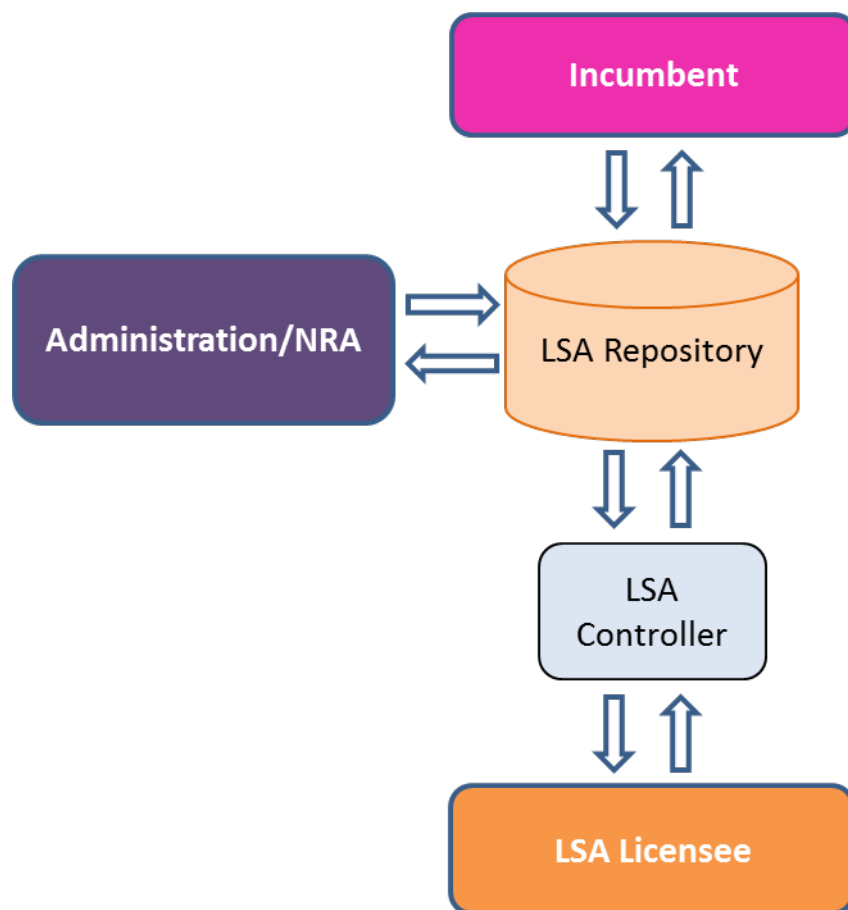 Incumbent
Administration/NRA
LSA Repository
LSA
Controller
LSA Licensee